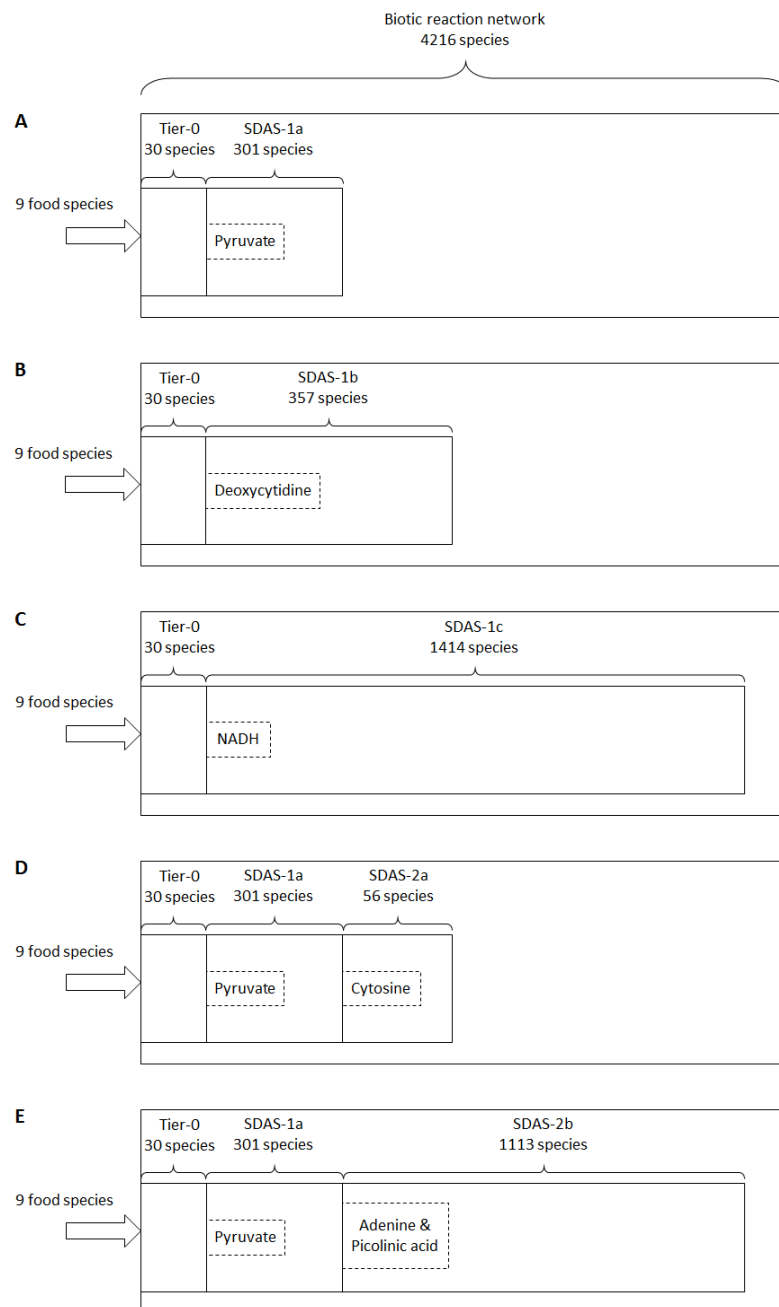 Biotic reaction network
4216 species
A
Tier-0
30 species
SDAS-1a
301 species
9 food species
Pyruvate
B
Tier-0
30 species
SDAS-1b
357 species
9 food species
Deoxycytidine
C
Tier-0
30 species
SDAS-1c
1414 species
9 food species
NADH
D
Tier-0
30 species
SDAS-1a
301 species
SDAS-2a
56 species
9 food species
Pyruvate
Cytosine
E
Tier-0
30 species
SDAS-1a
301 species
SDAS-2b
1113 species
9 food species
Pyruvate
Adenine &
Picolinic acid